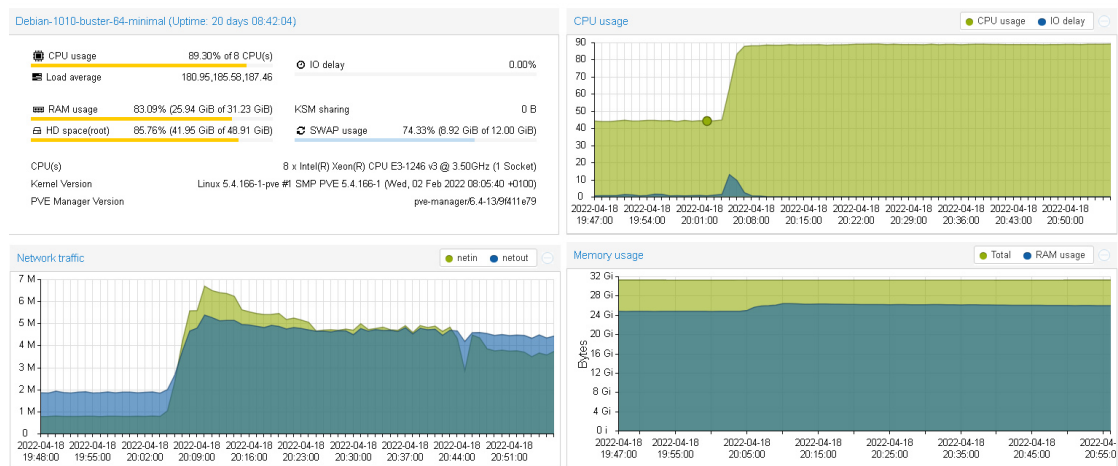 Debian-1010-buster-64-minimal (Uptime: 20 days 08:42:04)
CPU usage 89.30% of 8 CPU(s)
IO delay 0.00%
Load average 180.95,185.58,187.46
RAM usage 83.09% (25.94 GiB of 31.23 GiB)
KSM sharing 0 B
HD space(root) 85.76% (41.95 GiB of 48.91 GiB)
SWAP usage 74.33% (8.92 GiB of 12.00 GiB)
CPU(s) 8 x Intel(R) Xeon(R) CPU E3-1246 v3 @ 3.50GHz (1 Socket)
Kernel Version Linux 5.4.166-1-pve #1 SMP PVE 5.4.166-1 (Wed, 02 Feb 2022 08:05:40 +0100)
PVE Manager Version pve-manager/6.4-13/9f411e79
CPU usage
CPU usage IO delay
90
80
70
60
50
40
30
20
10
0
2022-04-18 2022-04-18 2022-04-18 2022-04-18 2022-04-18 2022-04-18 2022-04-18 2022-04-18 2022-04-18 2022-04-18
19:47:00 19:54:00 20:01:00 20:08:00 20:15:00 20:22:00 20:29:00 20:36:00 20:43:00 20:50:00
Network traffic
netin netout
7 M
6 M
5 M
4 M
3 M
2 M
1 M
0
2022-04-18 2022-04-18 2022-04-18 2022-04-18 2022-04-18 2022-04-18 2022-04-18 2022-04-18 2022-04-18 2022-04-18
19:48:00 19:55:00 20:02:00 20:09:00 20:16:00 20:23:00 20:30:00 20:37:00 20:44:00 20:51:00
Memory usage
Total RAM usage
Bytes
32 Gi
28 Gi
24 Gi
20 Gi
16 Gi
12 Gi
8 Gi
4 Gi
0 i
2022-04-18 2022-04-18 2022-04-18 2022-04-18 2022-04-18 2022-04-18 2022-04-18 2022-04-
19:47:00 19:55:00 20:05:00 20:15:00 20:25:00 20:35:00 20:45:00 20:55:0